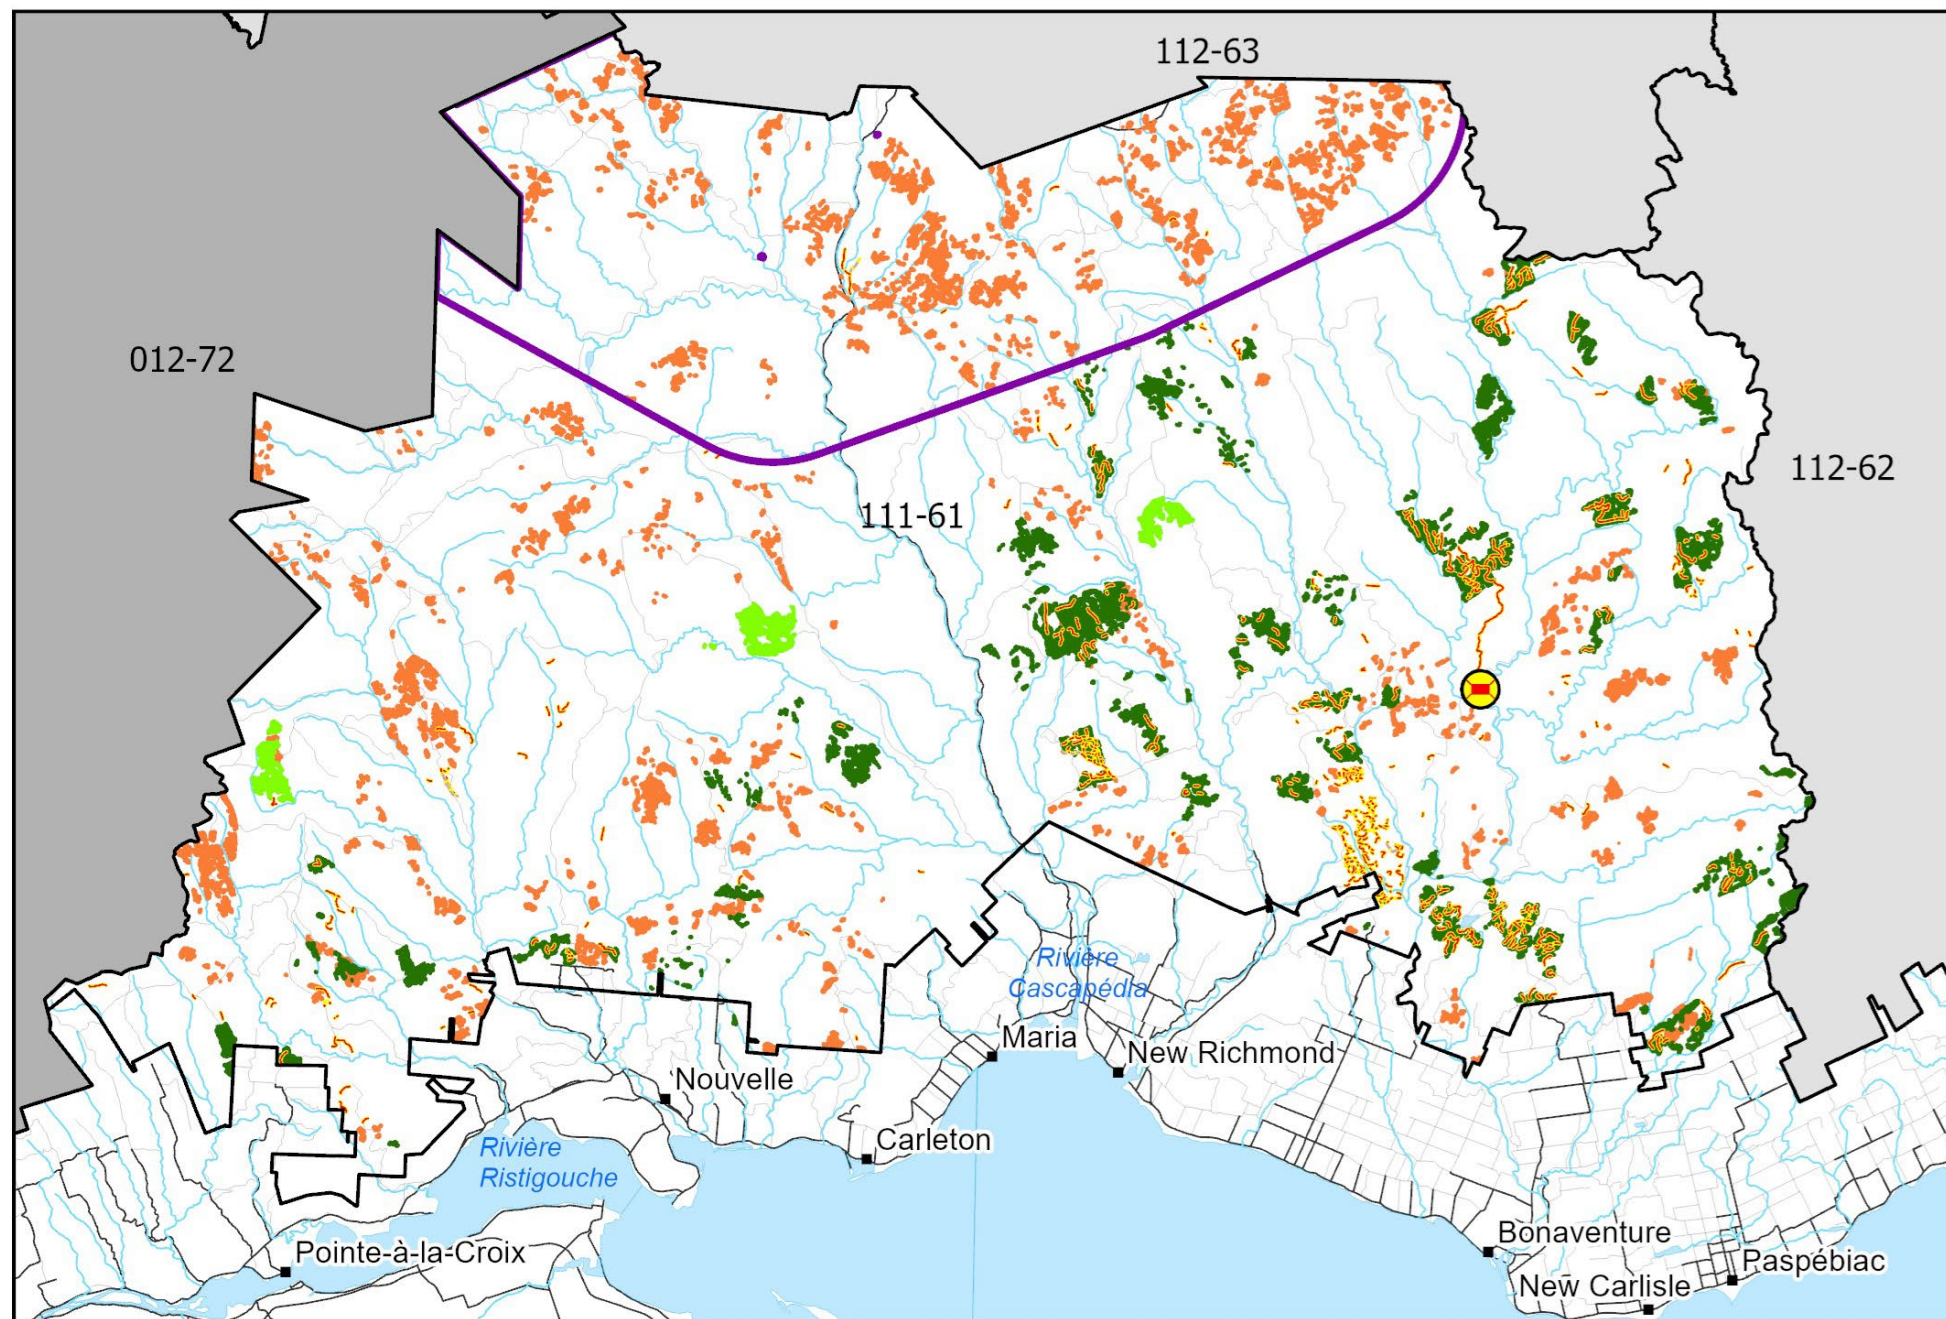 112-63
012-72
112-62
111-61
Rivière
Cascapédia
Maria
New Richmond
Nouvelle
Carleton
Rivière
Ristigouche
Pointe-à-la-Croix
Bonaventure
Paspébiac
New Carlisle